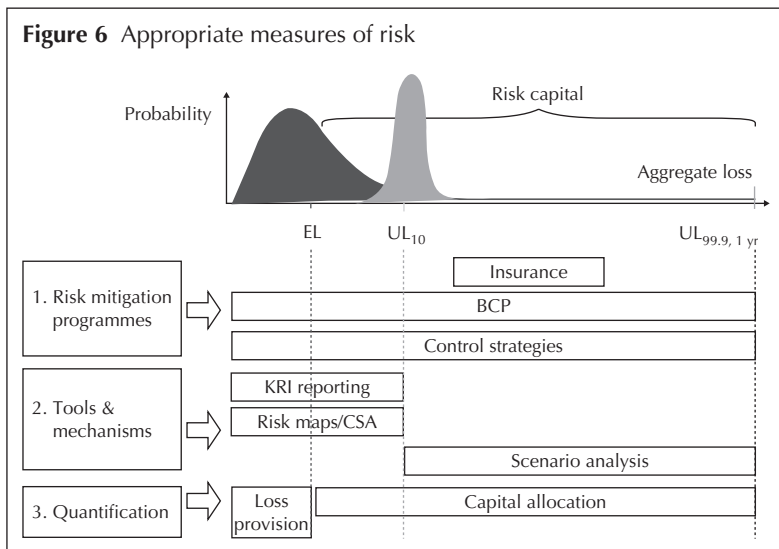 Figure 6 Appropriate measures of risk
Probability
Risk capital
Aggregate loss
EL
UL10
UL99.9, 1 yr
1. Risk mitigation
programmes
Insurance
BCP
Control strategies
2. Tools &
mechanisms
KRI reporting
Risk maps/CSA
Scenario analysis
3. Quantification
Loss
provision
Capital allocation